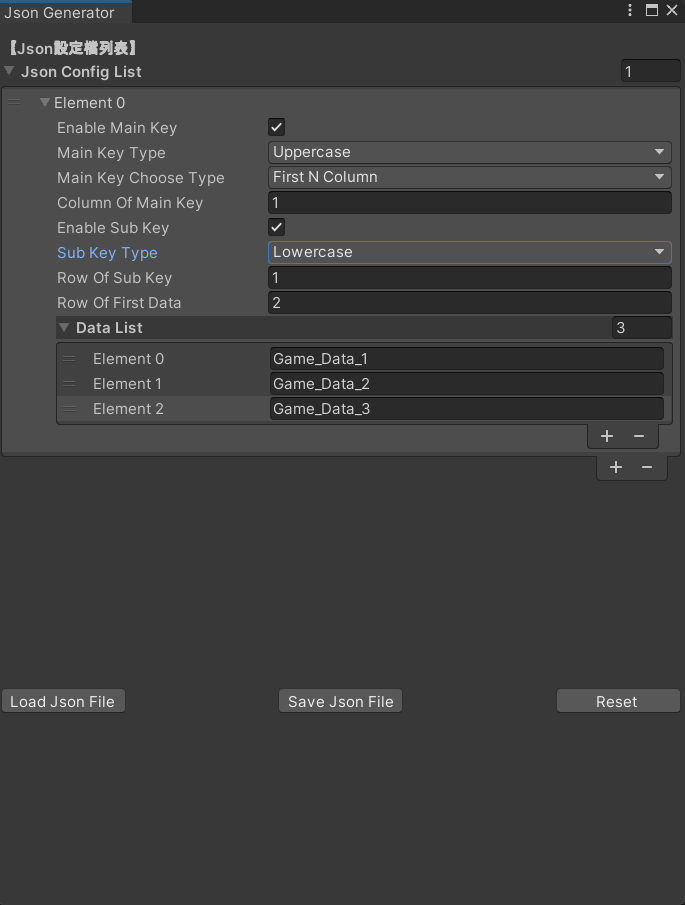 Json Generator
【Json設定檔列表】
Json Config List 1
Element 0
Enable Main Key
Main Key Type Uppercase
Main Key Choose Type First N Column
Column Of Main Key 1
Enable Sub Key
Sub Key Type Lowercase
Row Of Sub Key 1
Row Of First Data 2
Data List 3
Element 0 Game_Data_1
Element 1 Game_Data_2
Element 2 Game_Data_3
Load Json File Save Json File Reset